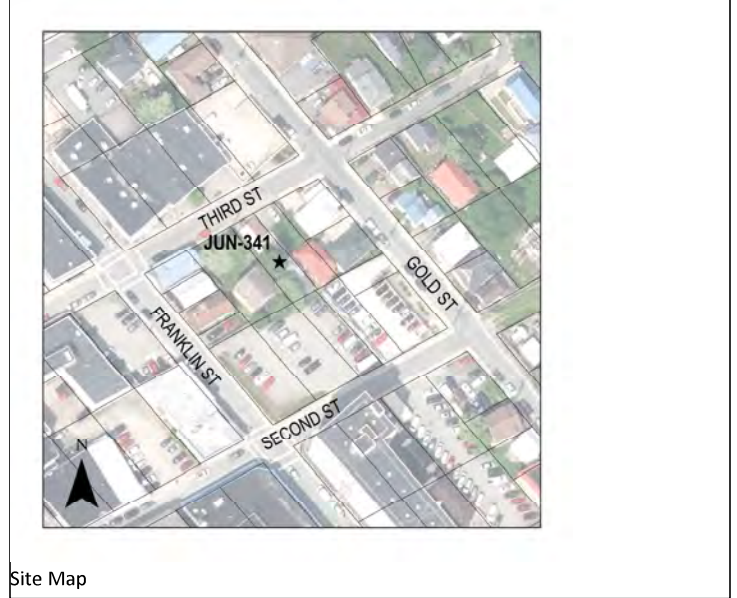 THIRD ST
JUN-341
GOLD ST
FRANKLIN ST
SECOND ST
N
Site Map